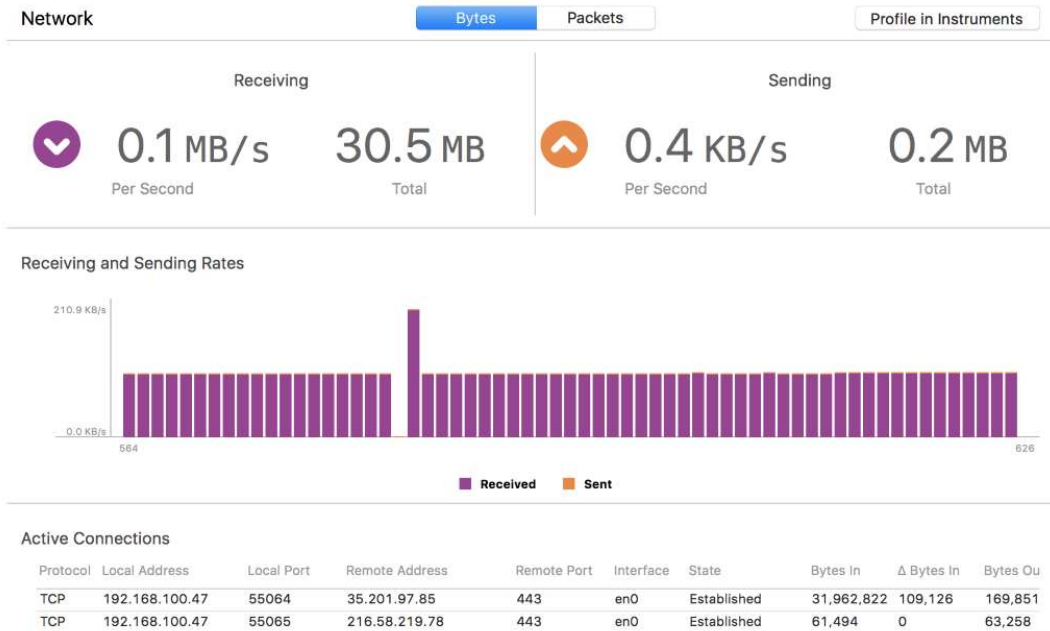 Network Bytes Packets Profile in Instruments
Receiving Sending
0.1 MB/s 30.5 MB 0.4 KB/s 0.2 MB
Per Second Total Per Second Total
Receiving and Sending Rates
210.9 KB/s
0.0 KB/s
564 626
Received Sent
Active Connections
Protocol Local Address Local Port Remote Address Remote Port Interface State Bytes In Δ Bytes In Bytes Ou
TCP 192.168.100.47 55064 35.201.97.85 443 en0 Established 31,962,822 109,126 169,851
TCP 192.168.100.47 55065 216.58.219.78 443 en0 Established 61,494 0 63,258